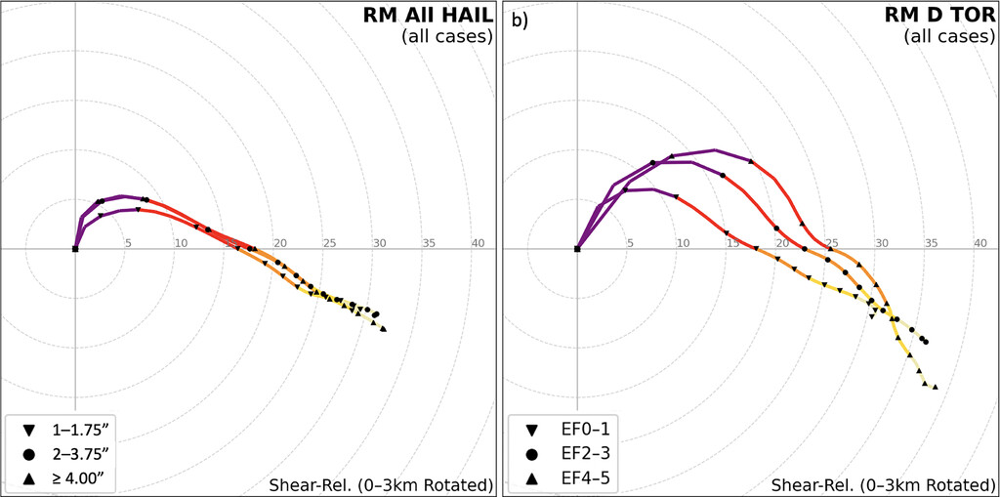 RM All HAIL
(all cases)
5 10 20 25 30 35 40
1–1.75”
2–3.75”
≥ 4.00”
Shear-Rel. (0–3km Rotated)
b)
RM D TOR
(all cases)
5 10 15 20 25 30 35 40
EF0–1
EF2–3
EF4–5
Shear-Rel. (0–3km Rotated)